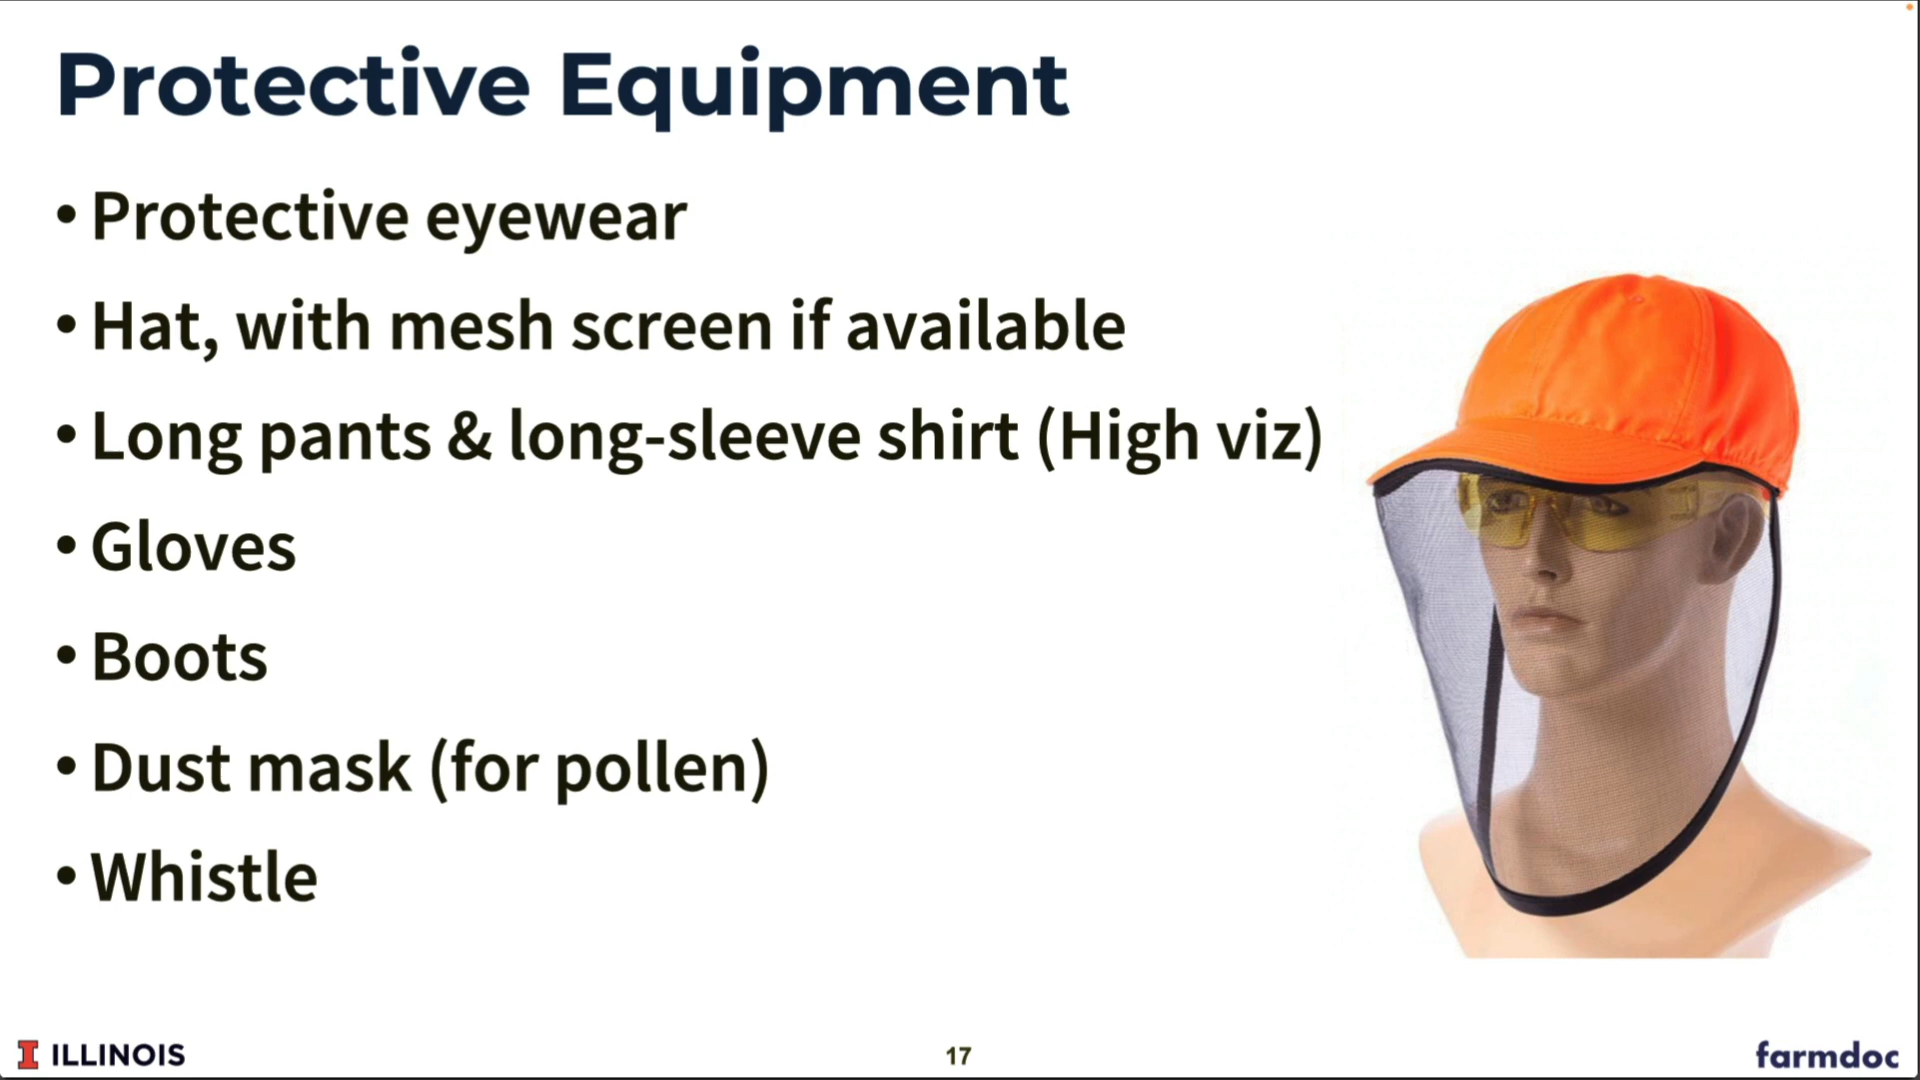 Protective Equipment
• Protective eyewear
• Hat, with mesh screen if available
• Long pants & long-sleeve shirt (High viz)
• Gloves
• Boots
• Dust mask (for pollen)
• Whistle
I ILLINOIS
17
farmdoc